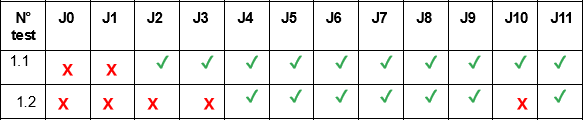 N° test J0 J1 J2 J3 J4 J5 J6 J7 J8 J9 J10 J11
1.1 X X ✓ ✓ ✓ ✓ ✓ ✓ ✓ ✓ ✓ ✓
1.2 X X X X ✓ ✓ ✓ ✓ ✓ ✓ X ✓